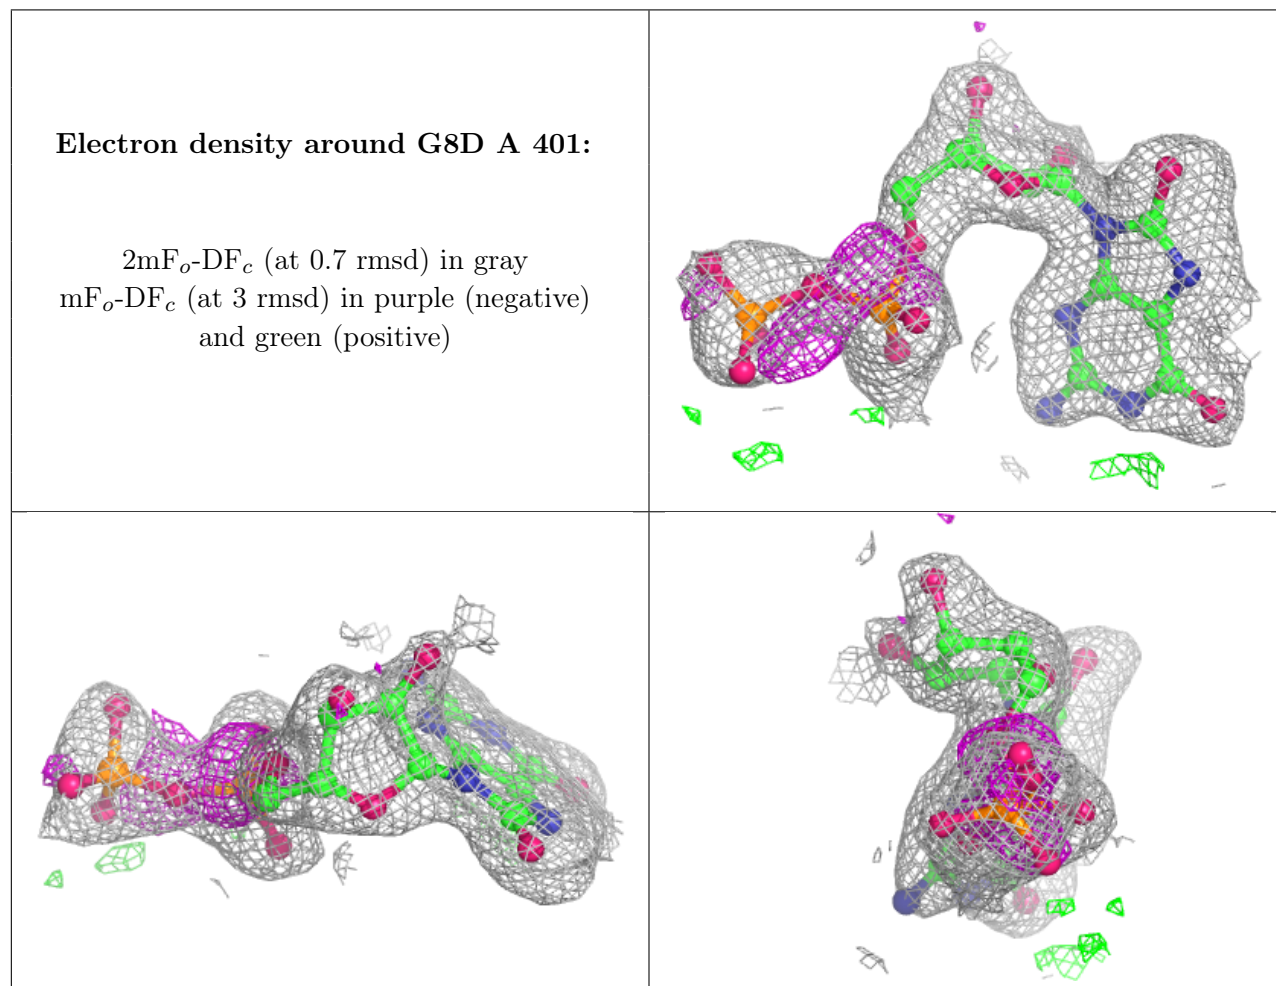 Electron density around G8D A 401:
2mFo-DFc (at 0.7 rmsd) in gray
mFo-DFc (at 3 rmsd) in purple (negative)
and green (positive)